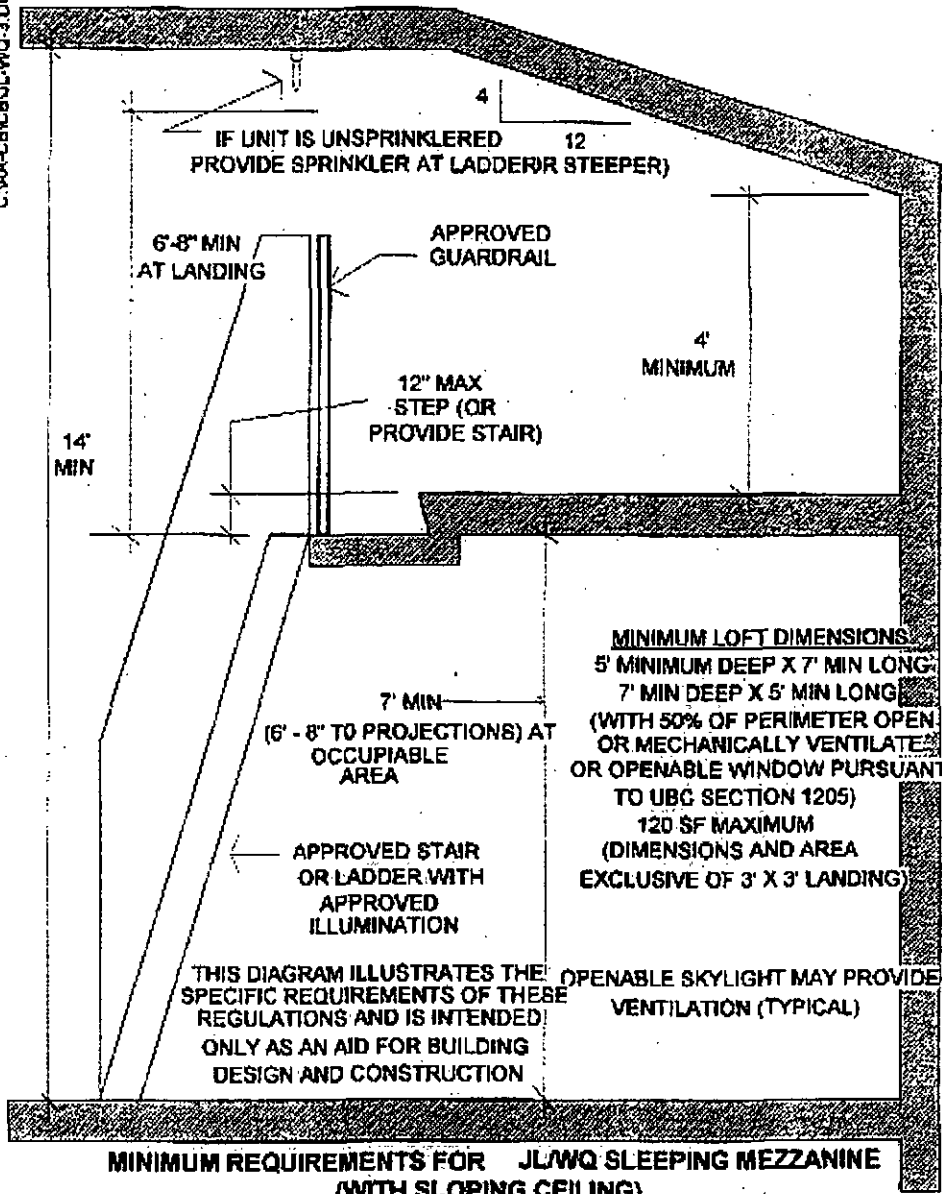 4
12
IF UNIT IS UNSPRINKLERED
PROVIDE SPRINKLER AT LADDER/R STEEPER)
6'-8" MIN
AT LANDING
APPROVED
GUARDRAIL
4'
MINIMUM
12" MAX
STEP (OR
PROVIDE STAIR)
14'
MIN
7' MIN
(6' - 8" TO PROJECTIONS) AT
OCCUPIABLE
AREA
MINIMUM LOFT DIMENSIONS
5' MINIMUM DEEP X 7' MIN LONG
7' MIN DEEP X 5' MIN LONG
(WITH 50% OF PERIMETER OPEN
OR MECHANICALLY VENTILATE
OR OPENABLE WINDOW PURSUANT
TO UBC SECTION 1205)
120 SF MAXIMUM
(DIMENSIONS AND AREA
EXCLUSIVE OF 3' X 3' LANDING)
APPROVED STAIR
OR LADDER WITH
APPROVED
ILLUMINATION
THIS DIAGRAM ILLUSTRATES THE
SPECIFIC REQUIREMENTS OF THESE
REGULATIONS AND IS INTENDED
ONLY AS AN AID FOR BUILDING
DESIGN AND CONSTRUCTION
OPENABLE SKYLIGHT MAY PROVIDE
VENTILATION (TYPICAL)
MINIMUM REQUIREMENTS FOR JL/WQ SLEEPING MEZZANINE
(WITH SLOPING CEILING)